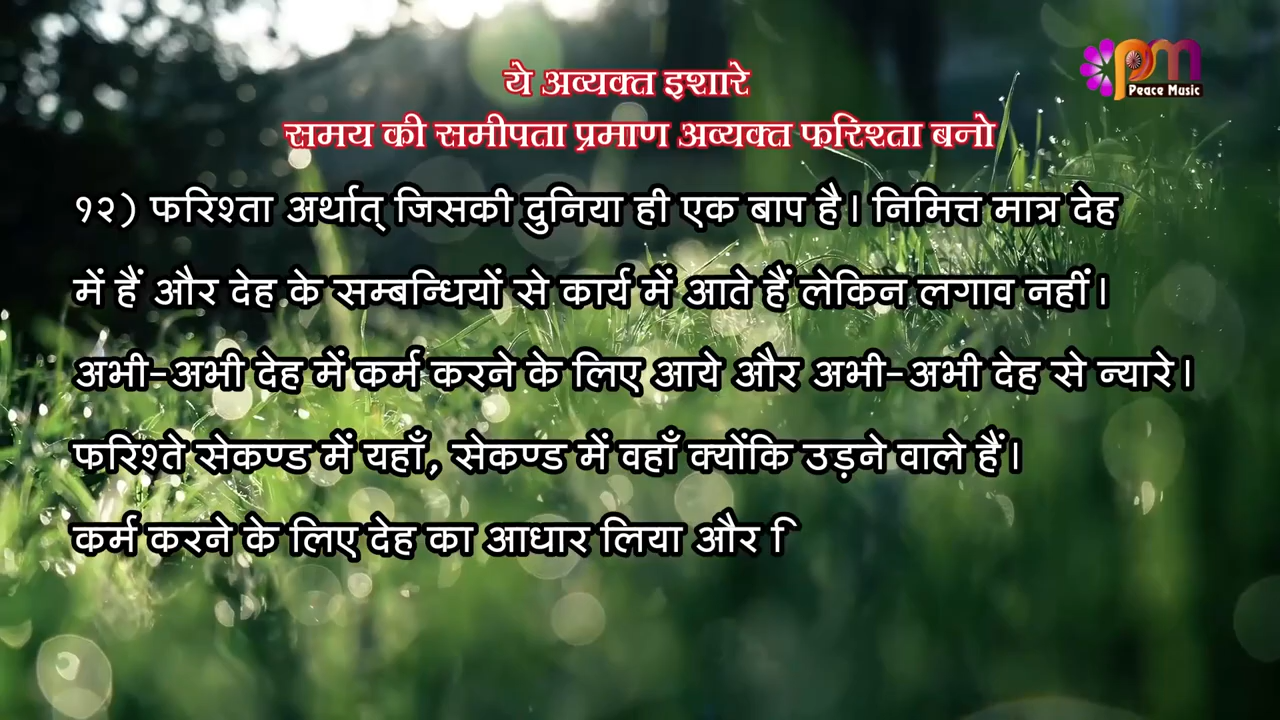 ये अव्यक्त इशारे
समय की समीपता प्रमाण अव्यक्त फरिश्ता बनो
१२) फरिश्ता अर्थात् जिसकी दुनिया ही एक बाप है। निमित्त मात्र देह
में हैं और देह के सम्बन्धियों से कार्य में आते हैं लेकिन लगाव नहीं।
अभी-अभी देह में कर्म करने के लिए आये और अभी-अभी देह से न्यारे।
फरिश्ते सेकण्ड में यहाँ, सेकण्ड में वहाँ क्योंकि उड़ने वाले हैं।
कर्म करने के लिए देह का आधार लिया और ि
pm
Peace Music